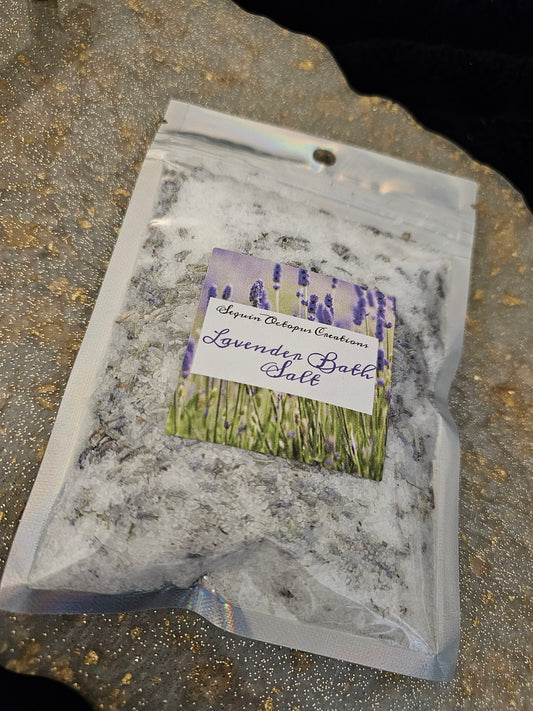 Sequin Octopus Creations
Lavender Bath
Salt